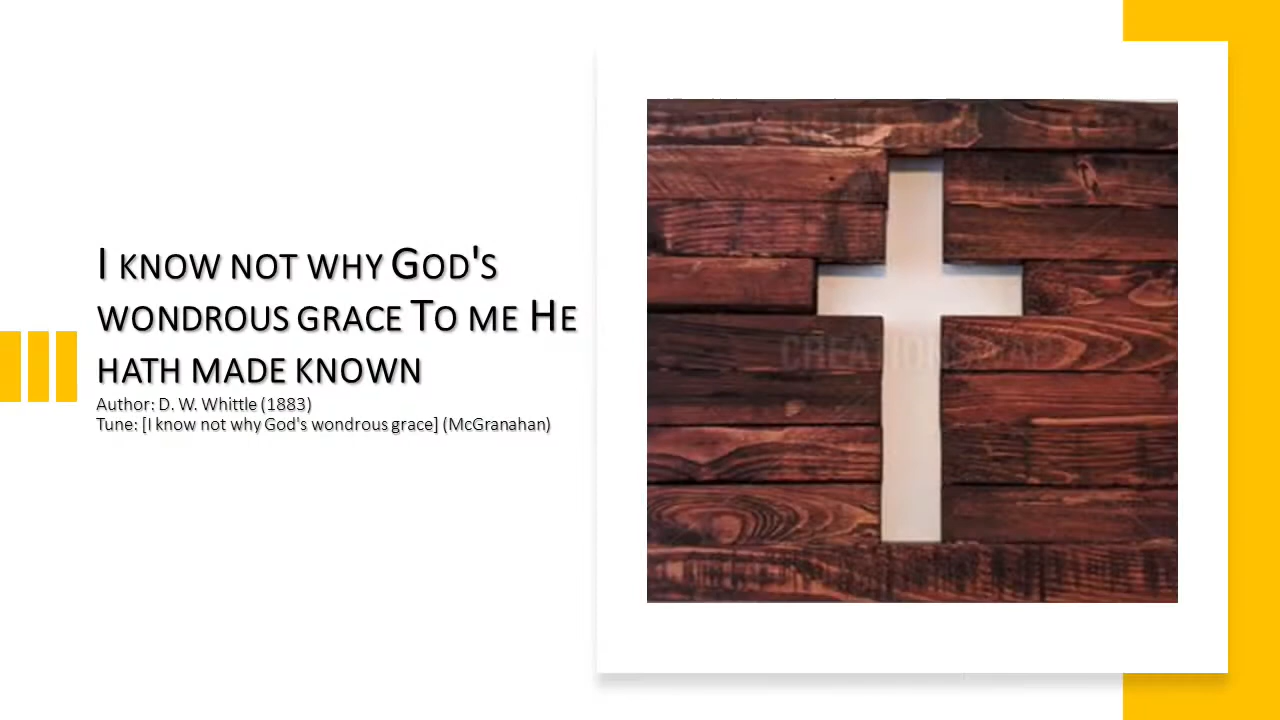 I know not why God's
wondrous grace To me He
hath made known
Author: D. W. Whittle (1883)
Tune: [I know not why God's wondrous grace] (McGranahan)